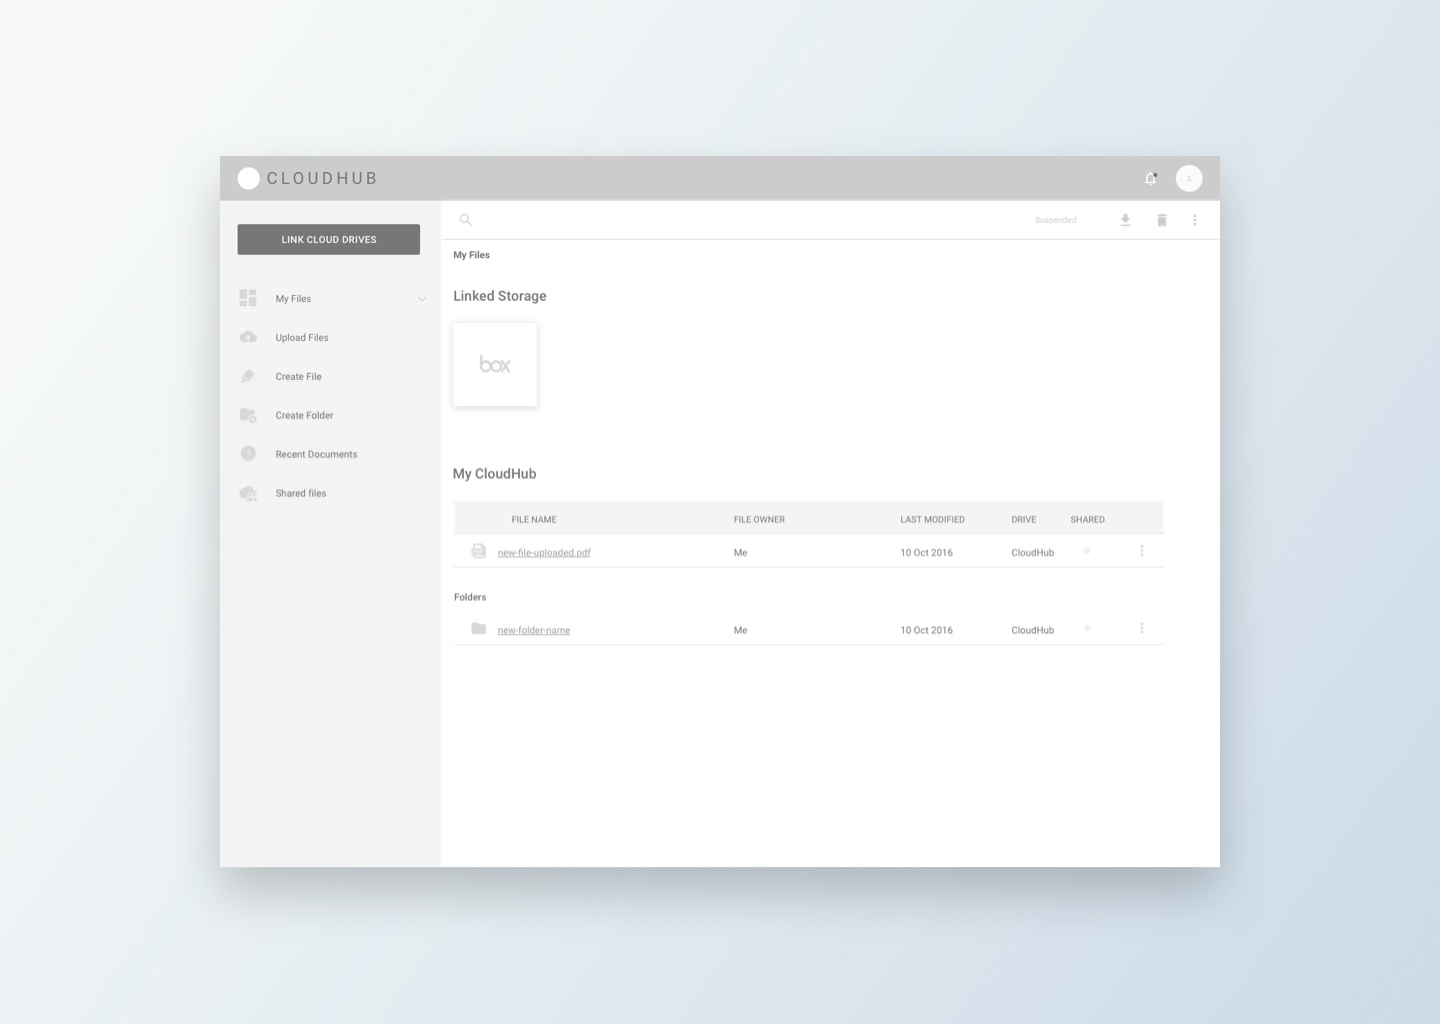 CLOUDHUB
LINK CLOUD DRIVES
My Files
Upload Files
Create File
Create Folder
Recent Documents
Shared files
Suspended
My Files
Linked Storage
box
My CloudHub
FILE NAME FILE OWNER LAST MODIFIED DRIVE SHARED
new-file-uploaded.pdf Me 10 Oct 2016 CloudHub
Folders
new-folder-name Me 10 Oct 2016 CloudHub